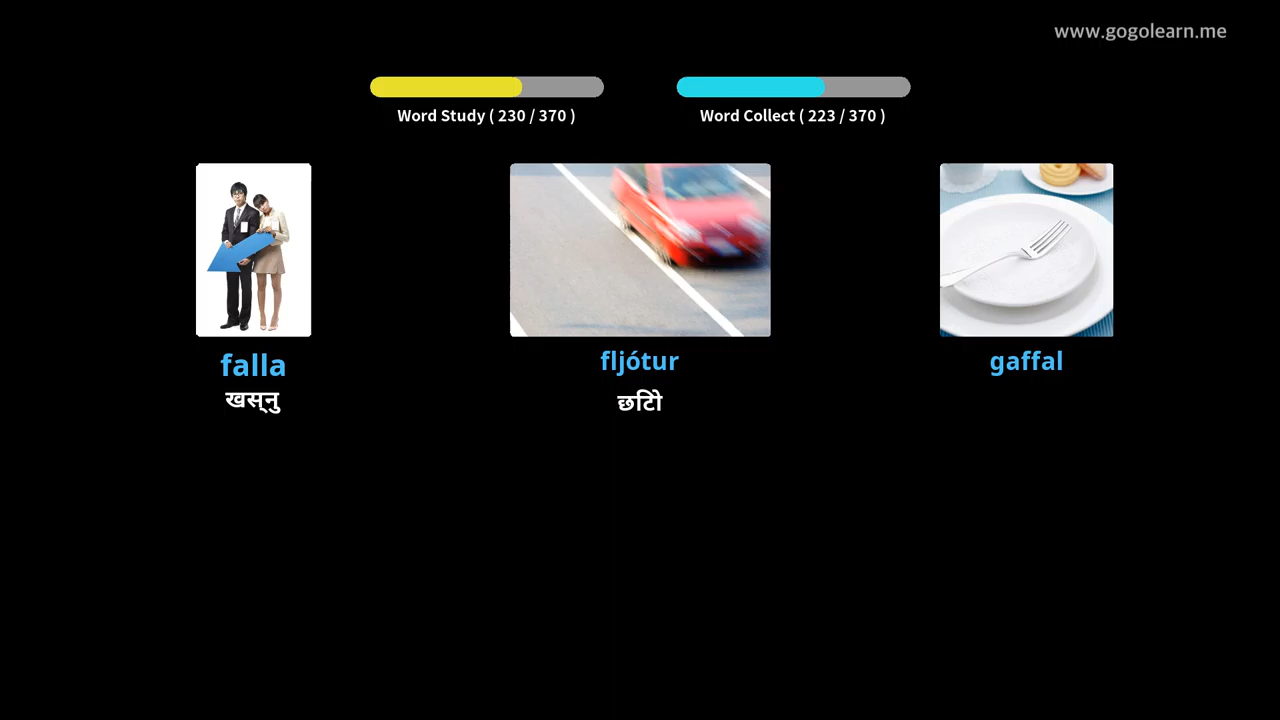 www.gogolearn.me
Word Study ( 230 / 370 )
Word Collect ( 223 / 370 )
falla
fljótur
gaffal
खस्नु
छिटो